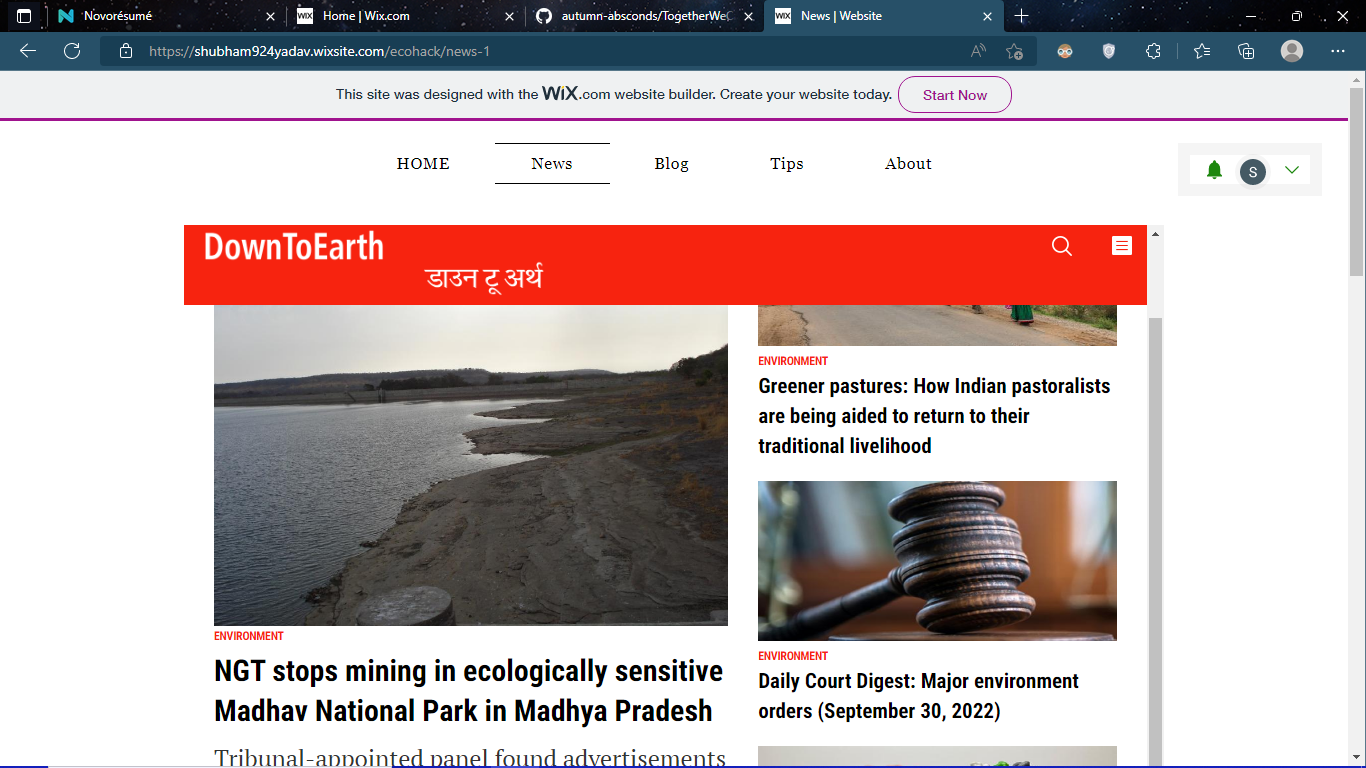 Novorésumé
WiX
Home | Wix.com
autumn-absconds/TogetherWeC
WiX
News | Website
https://shubham924yadav.wixsite.com/ecohack/news-1
This site was designed with the WiX.com website builder. Create your website today.
Start Now
HOME
News
Blog
Tips
About
S
DownToEarth
डाउन टू अर्थ
ENVIRONMENT
Greener pastures: How Indian pastoralists
are being aided to return to their
traditional livelihood
ENVIRONMENT
NGT stops mining in ecologically sensitive
Madhav National Park in Madhya Pradesh
Tribunal-appointed panel found advertisements
ENVIRONMENT
Daily Court Digest: Major environment
orders (September 30, 2022)